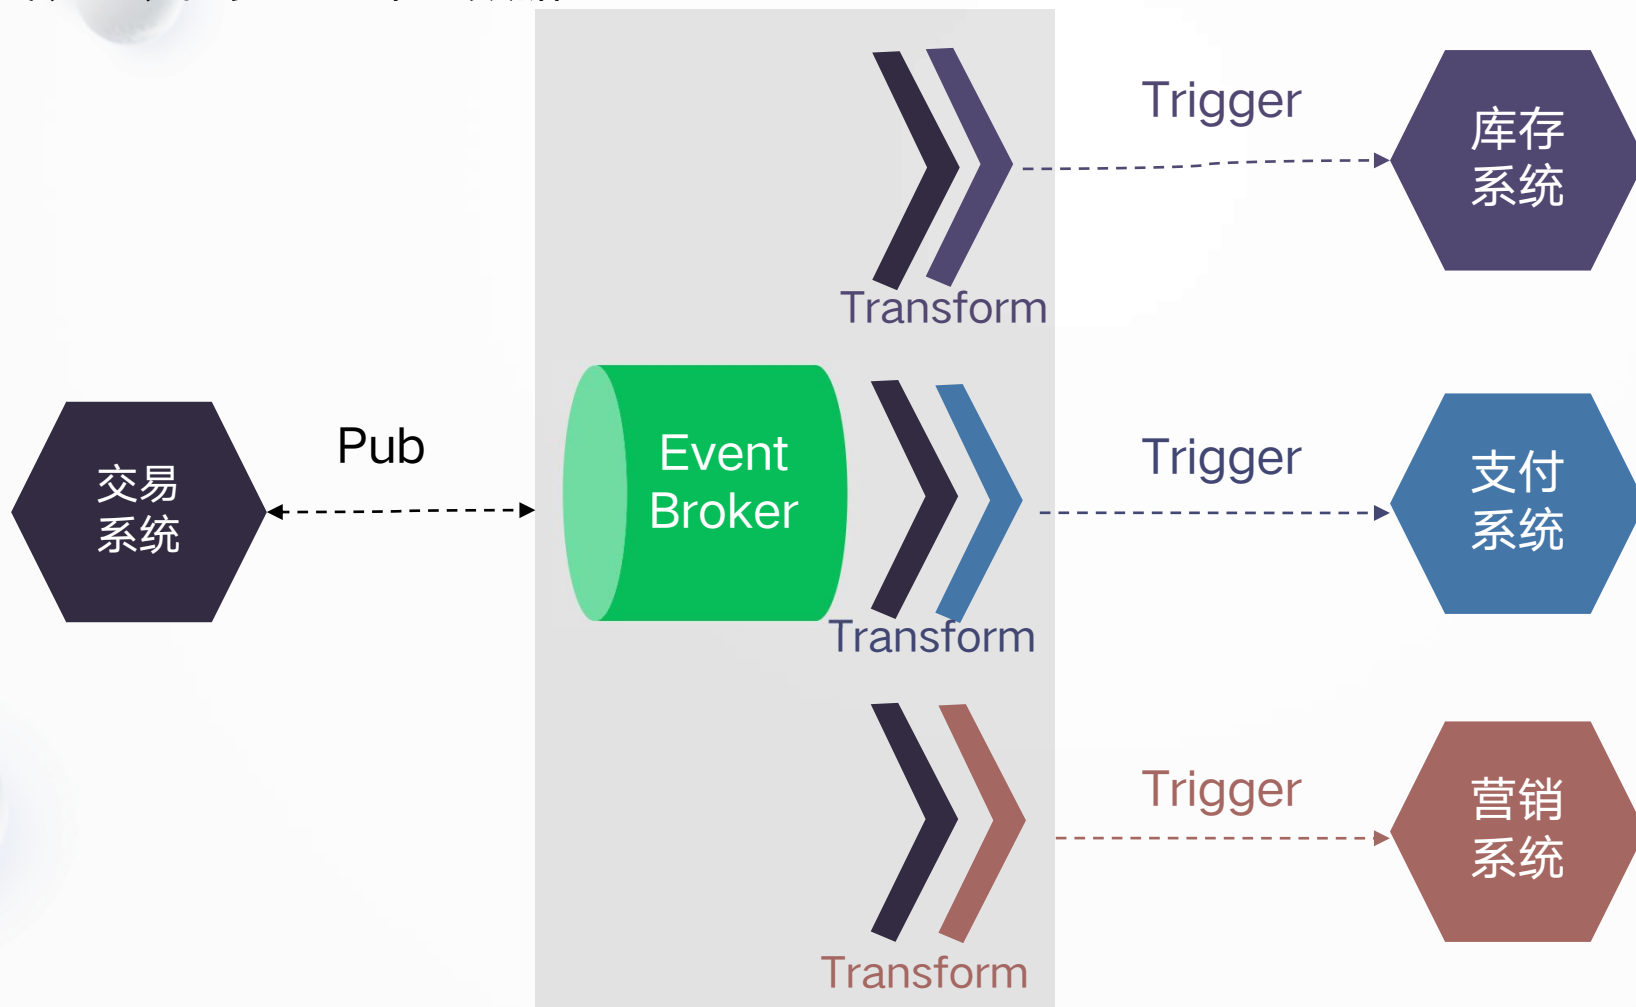 Trigger
库存
系统
Transform
交易
系统
Pub
Event
Broker
Trigger
支付
系统
Transform
Trigger
营销
系统
Transform